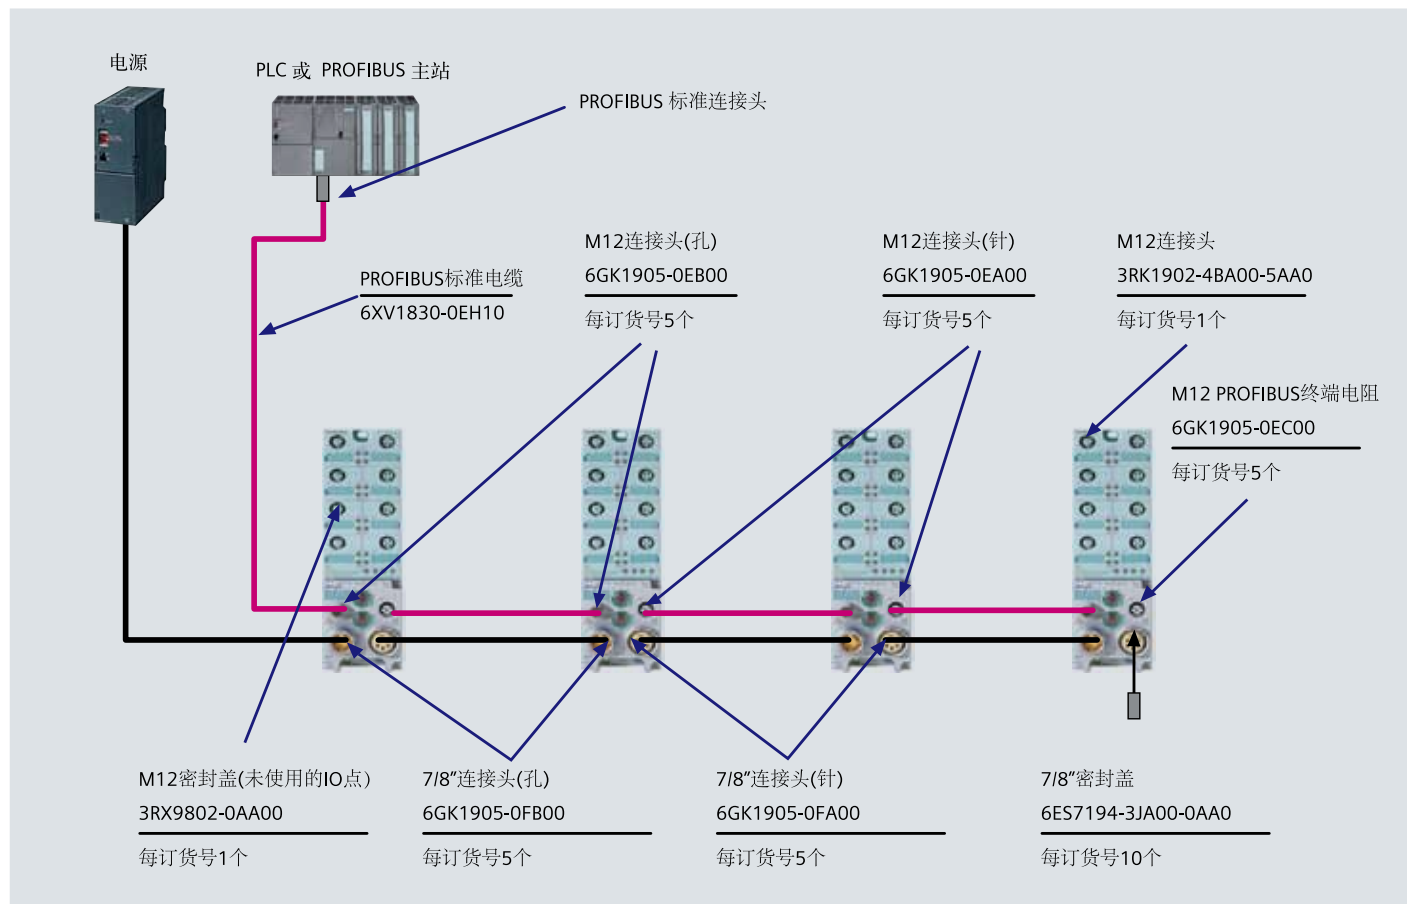 电源
PLC 或 PROFIBUS 主站
PROFIBUS 标准连接头
PROFIBUS标准电缆
6XV1830-0EH10
M12连接头(孔)
6GK1905-0EB00
每订货号5个
M12连接头(针)
6GK1905-0EA00
每订货号5个
M12连接头
3RK1902-4BA00-5AA0
每订货号1个
M12 PROFIBUS终端电阻
6GK1905-0EC00
每订货号5个
M12密封盖(未使用的IO点)
3RX9802-0AA00
每订货号1个
7/8"连接头(孔)
6GK1905-0FB00
每订货号5个
7/8"连接头(针)
6GK1905-0FA00
每订货号5个
7/8"密封盖
6ES7194-3JA00-0AA0
每订货号10个